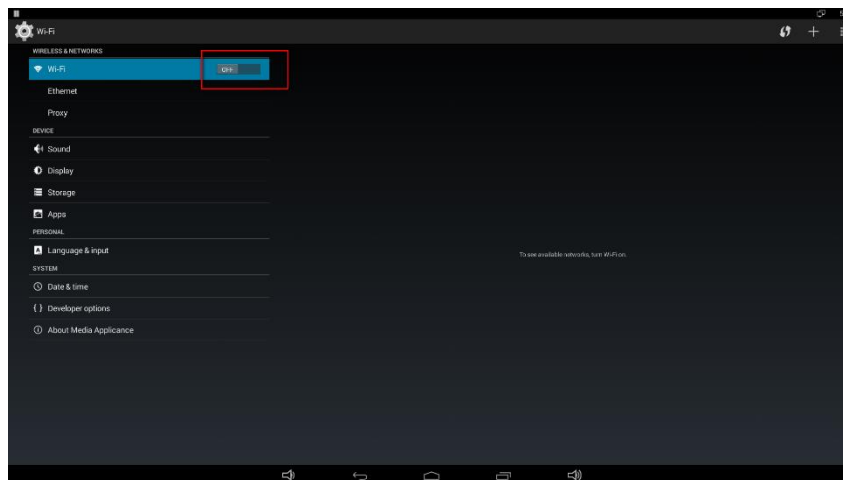 Wi-Fi
WIRELESS & NETWORKS
Wi-Fi OFF
Ethernet
Proxy
DEVICE
Sound
Display
Storage
Apps
PERSONAL
Language & input
To see available networks, turn Wi-Fi on.
SYSTEM
Date & time
Developer options
About Media Applicance